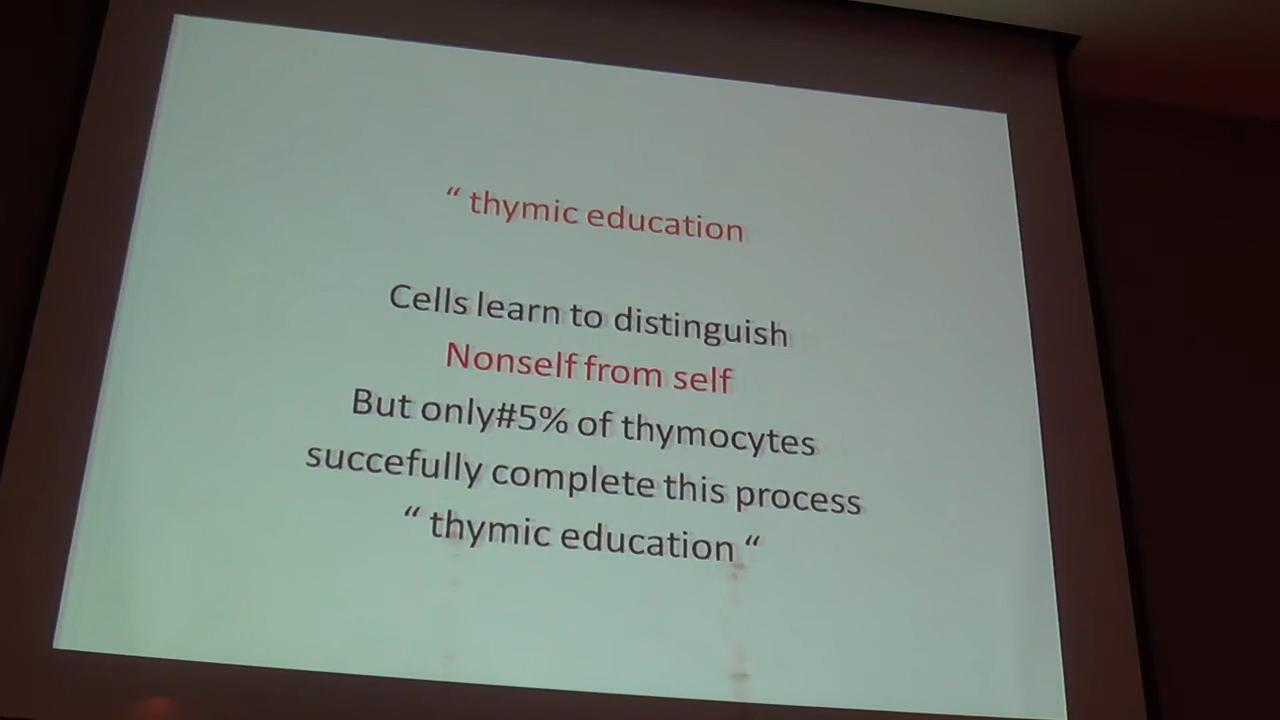 “ thymic education
Cells learn to distinguish
Nonself from self
But only#5% of thymocytes
succefully complete this process
“ thymic education “